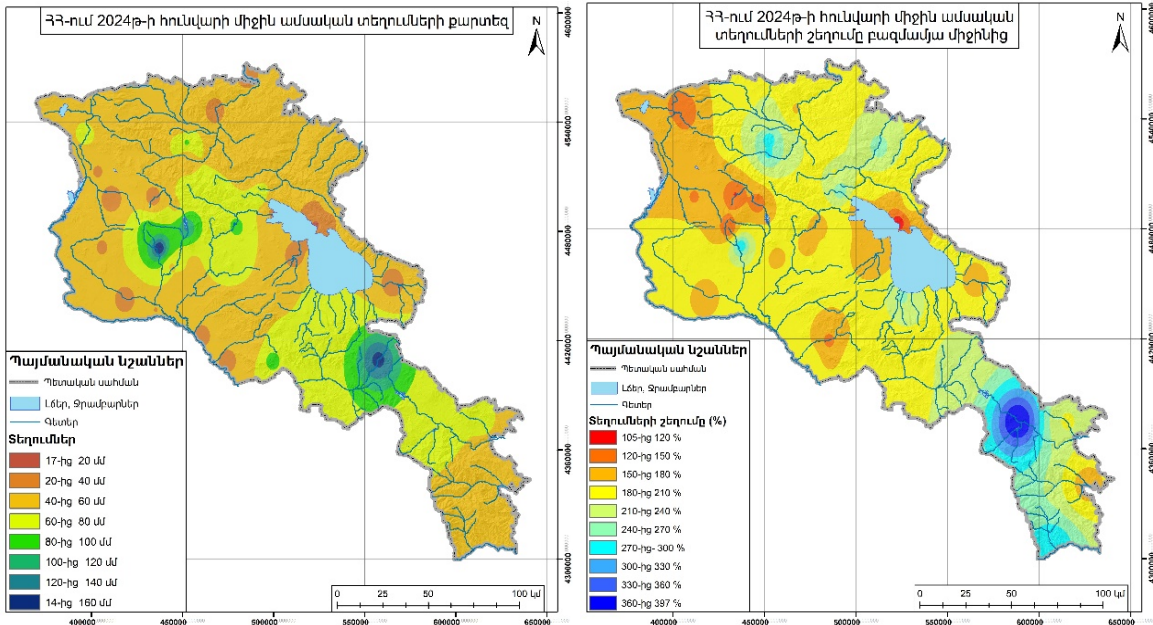 ՀՀ-ում 2024թ-ի հունվարի միջին ամսական տեղումների քարտեզ
N
4600000
4540000
4480000
4420000
4360000
4300000
Պայմանական նշաններ
Պետական սահման
Լճեր, Ջրամբարներ
Գետեր
Տեղումներ
17-ից 20 մմ
20-ից 40 մմ
40-ից 60 մմ
60-ից 80 մմ
80-ից 100 մմ
100-ից 120 մմ
120-ից 140 մմ
14-ից 160 մմ
0 25 50 100 կմ
400000 450000 500000 550000 600000 650000
ՀՀ-ում 2024թ-ի հունվարի միջին ամսական
տեղումների շեղումը բազմամյա միջինից
N
4600000
4540000
4480000
4420000
4360000
4300000
Պայմանական նշաններ
Պետական սահման
Լճեր, Ջրամբարներ
Գետեր
Տեղումների շեղումը (%)
105-ից 120 %
120-ից 150 %
150-ից 180 %
180-ից 210 %
210-ից 240 %
240-ից 270 %
270-ից- 300 %
300-ից 330 %
330-ից 360 %
360-ից 397 %
0 25 50 100 կմ
400000 450000 500000 550000 600000 650000